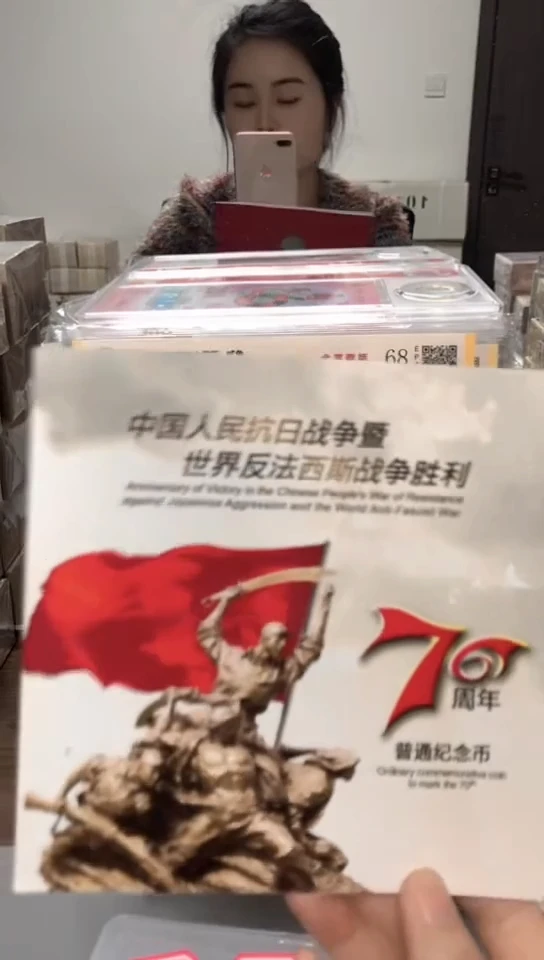 68
中国人民抗日战争暨
世界反法西斯战争胜利
Anniversary of Victory in the Chinese People's War of Resistance
against Japanese Aggression and the World Anti-Fascist War
70
周年
普通纪念币
Ordinary commemorative coin
to mark the 70th